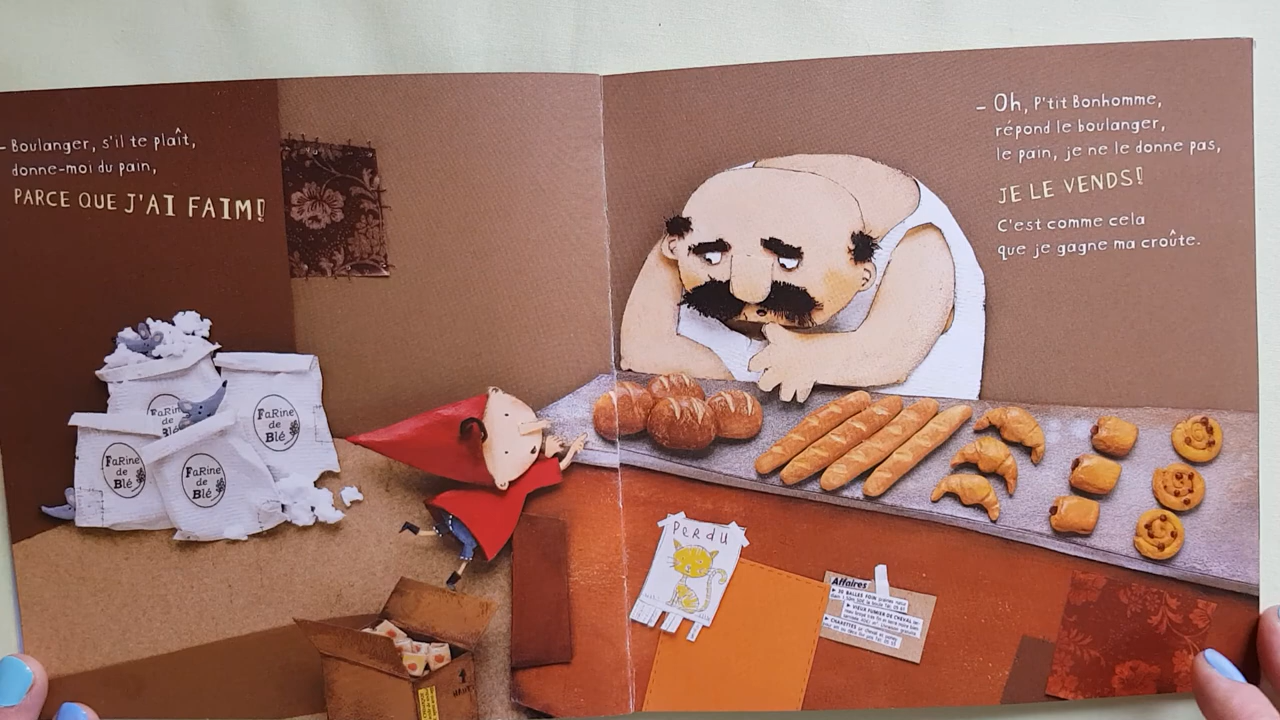 – Boulanger, s'il te plaît,
donne-moi du pain,
PARCE QUE J'AI FAIM!
– Oh, P'tit Bonhomme,
répond le boulanger,
le pain, je ne le donne pas,
JE LE VENDS!
C'est comme cela
que je gagne ma croûte.
FaRine
de
Blé
FaRine
de
Blé
FaRine
de
Blé
FaRine
de
Blé
PERDU
Affaires
HAUT